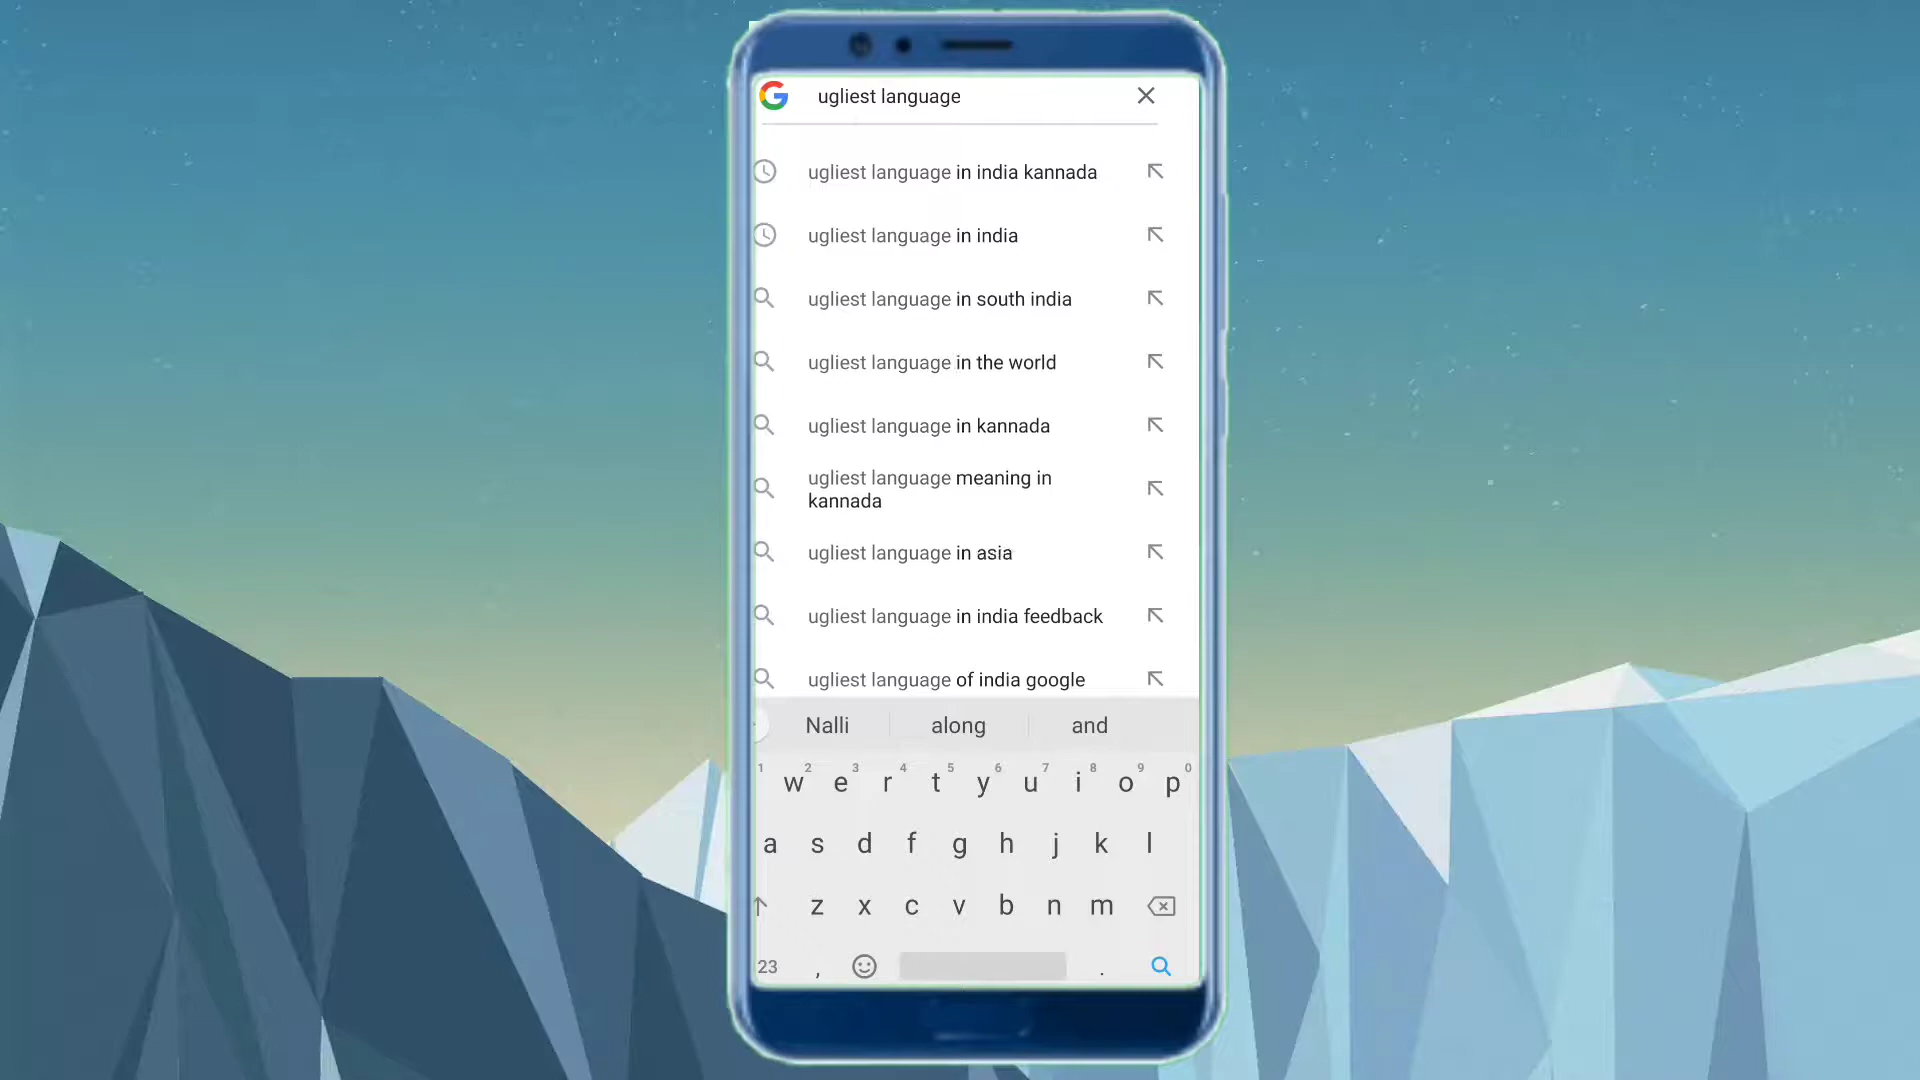 ugliest language
ugliest language in india kannada
ugliest language in india
ugliest language in south india
ugliest language in the world
ugliest language in kannada
ugliest language meaning in
kannada
ugliest language in asia
ugliest language in india feedback
ugliest language of india google
Nalli along and
1 2 3 4 5 6 7 8 9 0
w e r t y u i o p
a s d f g h j k l
z x c v b n m
23 , .